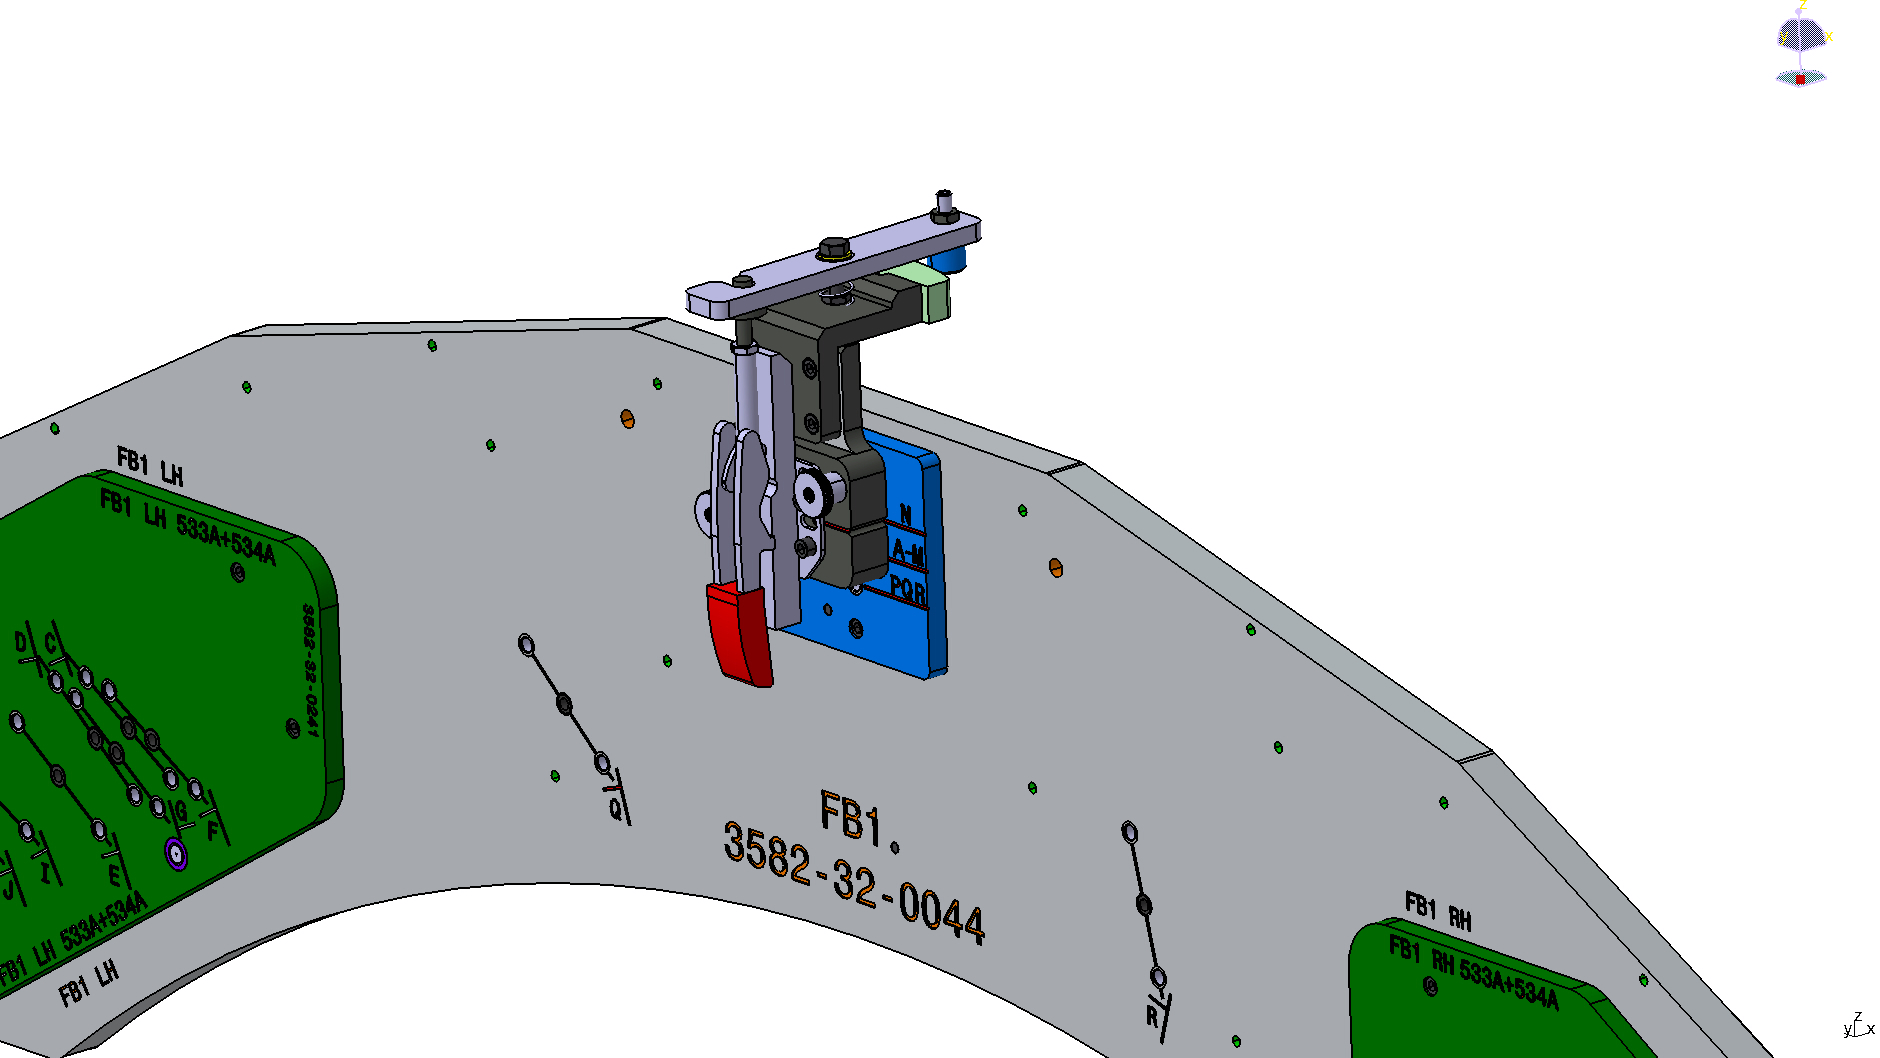 Z
X
FB1 LH
FB1 LH 533A+534A
3582-32-0241
N
A-M
PQR
D
C
G
F
E
I
J
Q
FB1.
3582-32-0044
R
FB1 LH 533A+534A
FB1 LH
FB1 RH
FB1 RH 533A+534A
Z
y
x